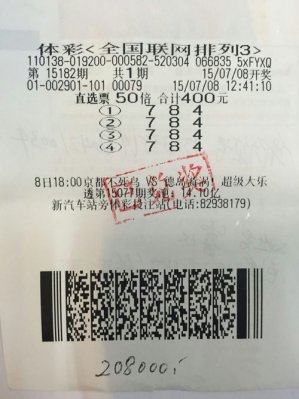 体彩<全国联网排列3>
110138-019200-000582-520304 066835 5xFYXQ
第 15182期 共1期 15/07/08开奖
01-002901-101 00079 15/07/08 12:41:10
直选票 50倍 合计400元
① 7 8 4
② 7 8 4
③ 7 8 4
④ 7 8 4
8日18:00京都不死鸟 VS 德岛漩涡! 超级大乐
透第15077期奖池: 14.10亿
新汽车站旁体彩投注站(电话:82938179)
208000,-